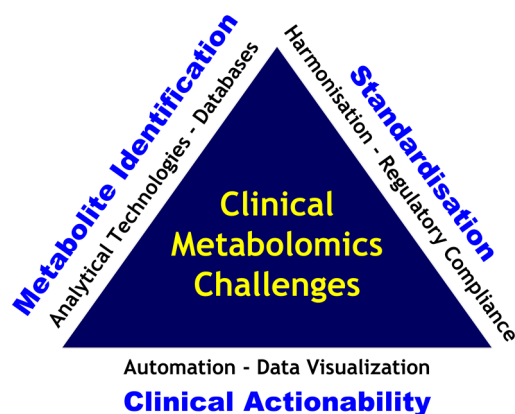 Metabolite Identification
Analytical Technologies - Databases
Standardisation
Harmonisation - Regulatory Compliance
Clinical
Metabolomics
Challenges
Automation - Data Visualization
Clinical Actionability